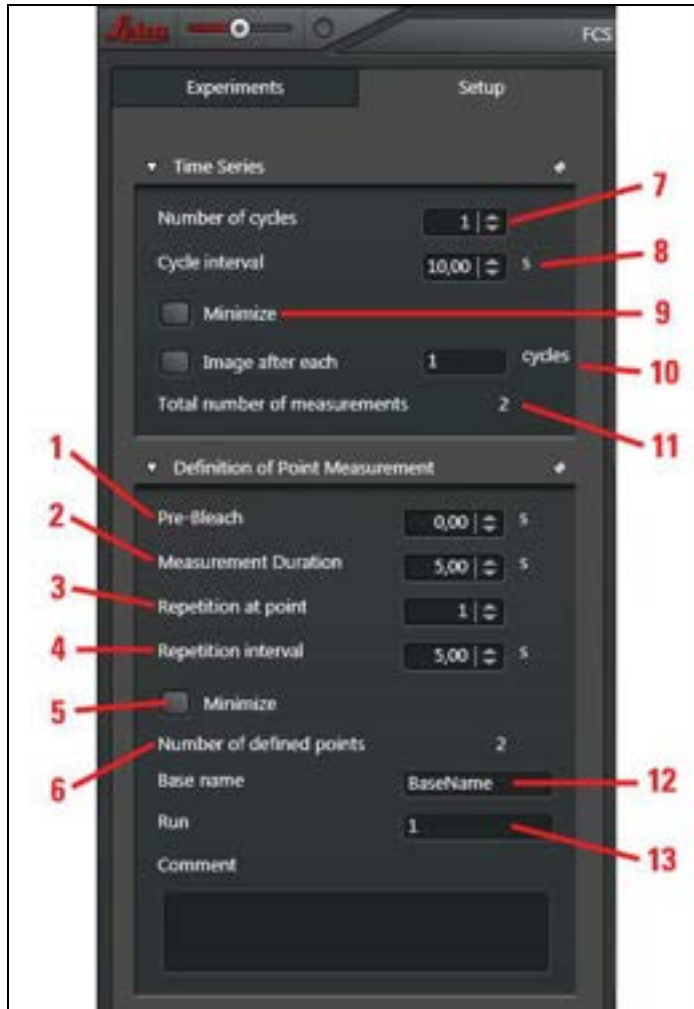 Leica
FCS
Experiments Setup
Time Series
Number of cycles 1 7
Cycle interval 10,00 s 8
Minimize 9
Image after each 1 cycles 10
Total number of measurements 2 11
1 Definition of Point Measurement
Pre-Bleach 0,00 s
2 Measurement Duration 5,00 s
3 Repetition at point 1
4 Repetition interval 5,00 s
5 Minimize
6 Number of defined points 2
Base name BaseName 12
Run 1 13
Comment